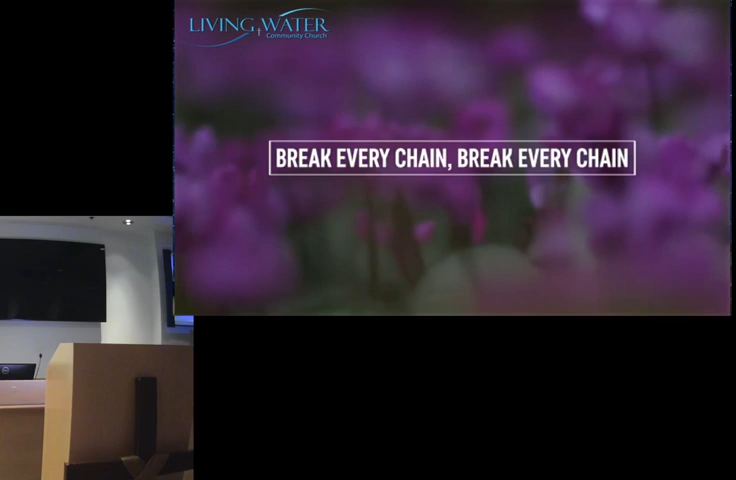 LIVING WATER
Community Church
BREAK EVERY CHAIN, BREAK EVERY CHAIN